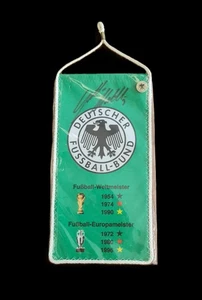 DEUTSCHER
FUSSBALL-BUND
Fußball-Weltmeister
1954
1974
1990
Fußball-Europameister
1972
1980
1996